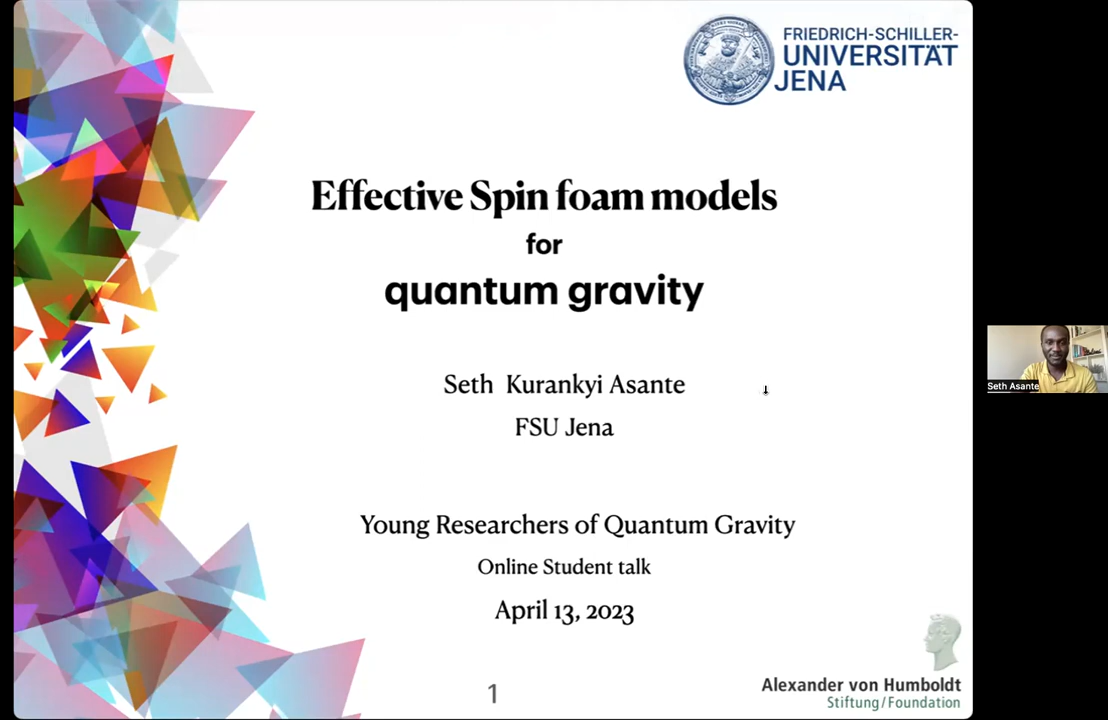 FRIEDRICH-SCHILLER-
UNIVERSITÄT
JENA
Effective Spin foam models
for
quantum gravity
Seth Kurankyi Asante
FSU Jena
Seth Asante
Young Researchers of Quantum Gravity
Online Student talk
April 13, 2023
1
Alexander von Humboldt
Stiftung/Foundation